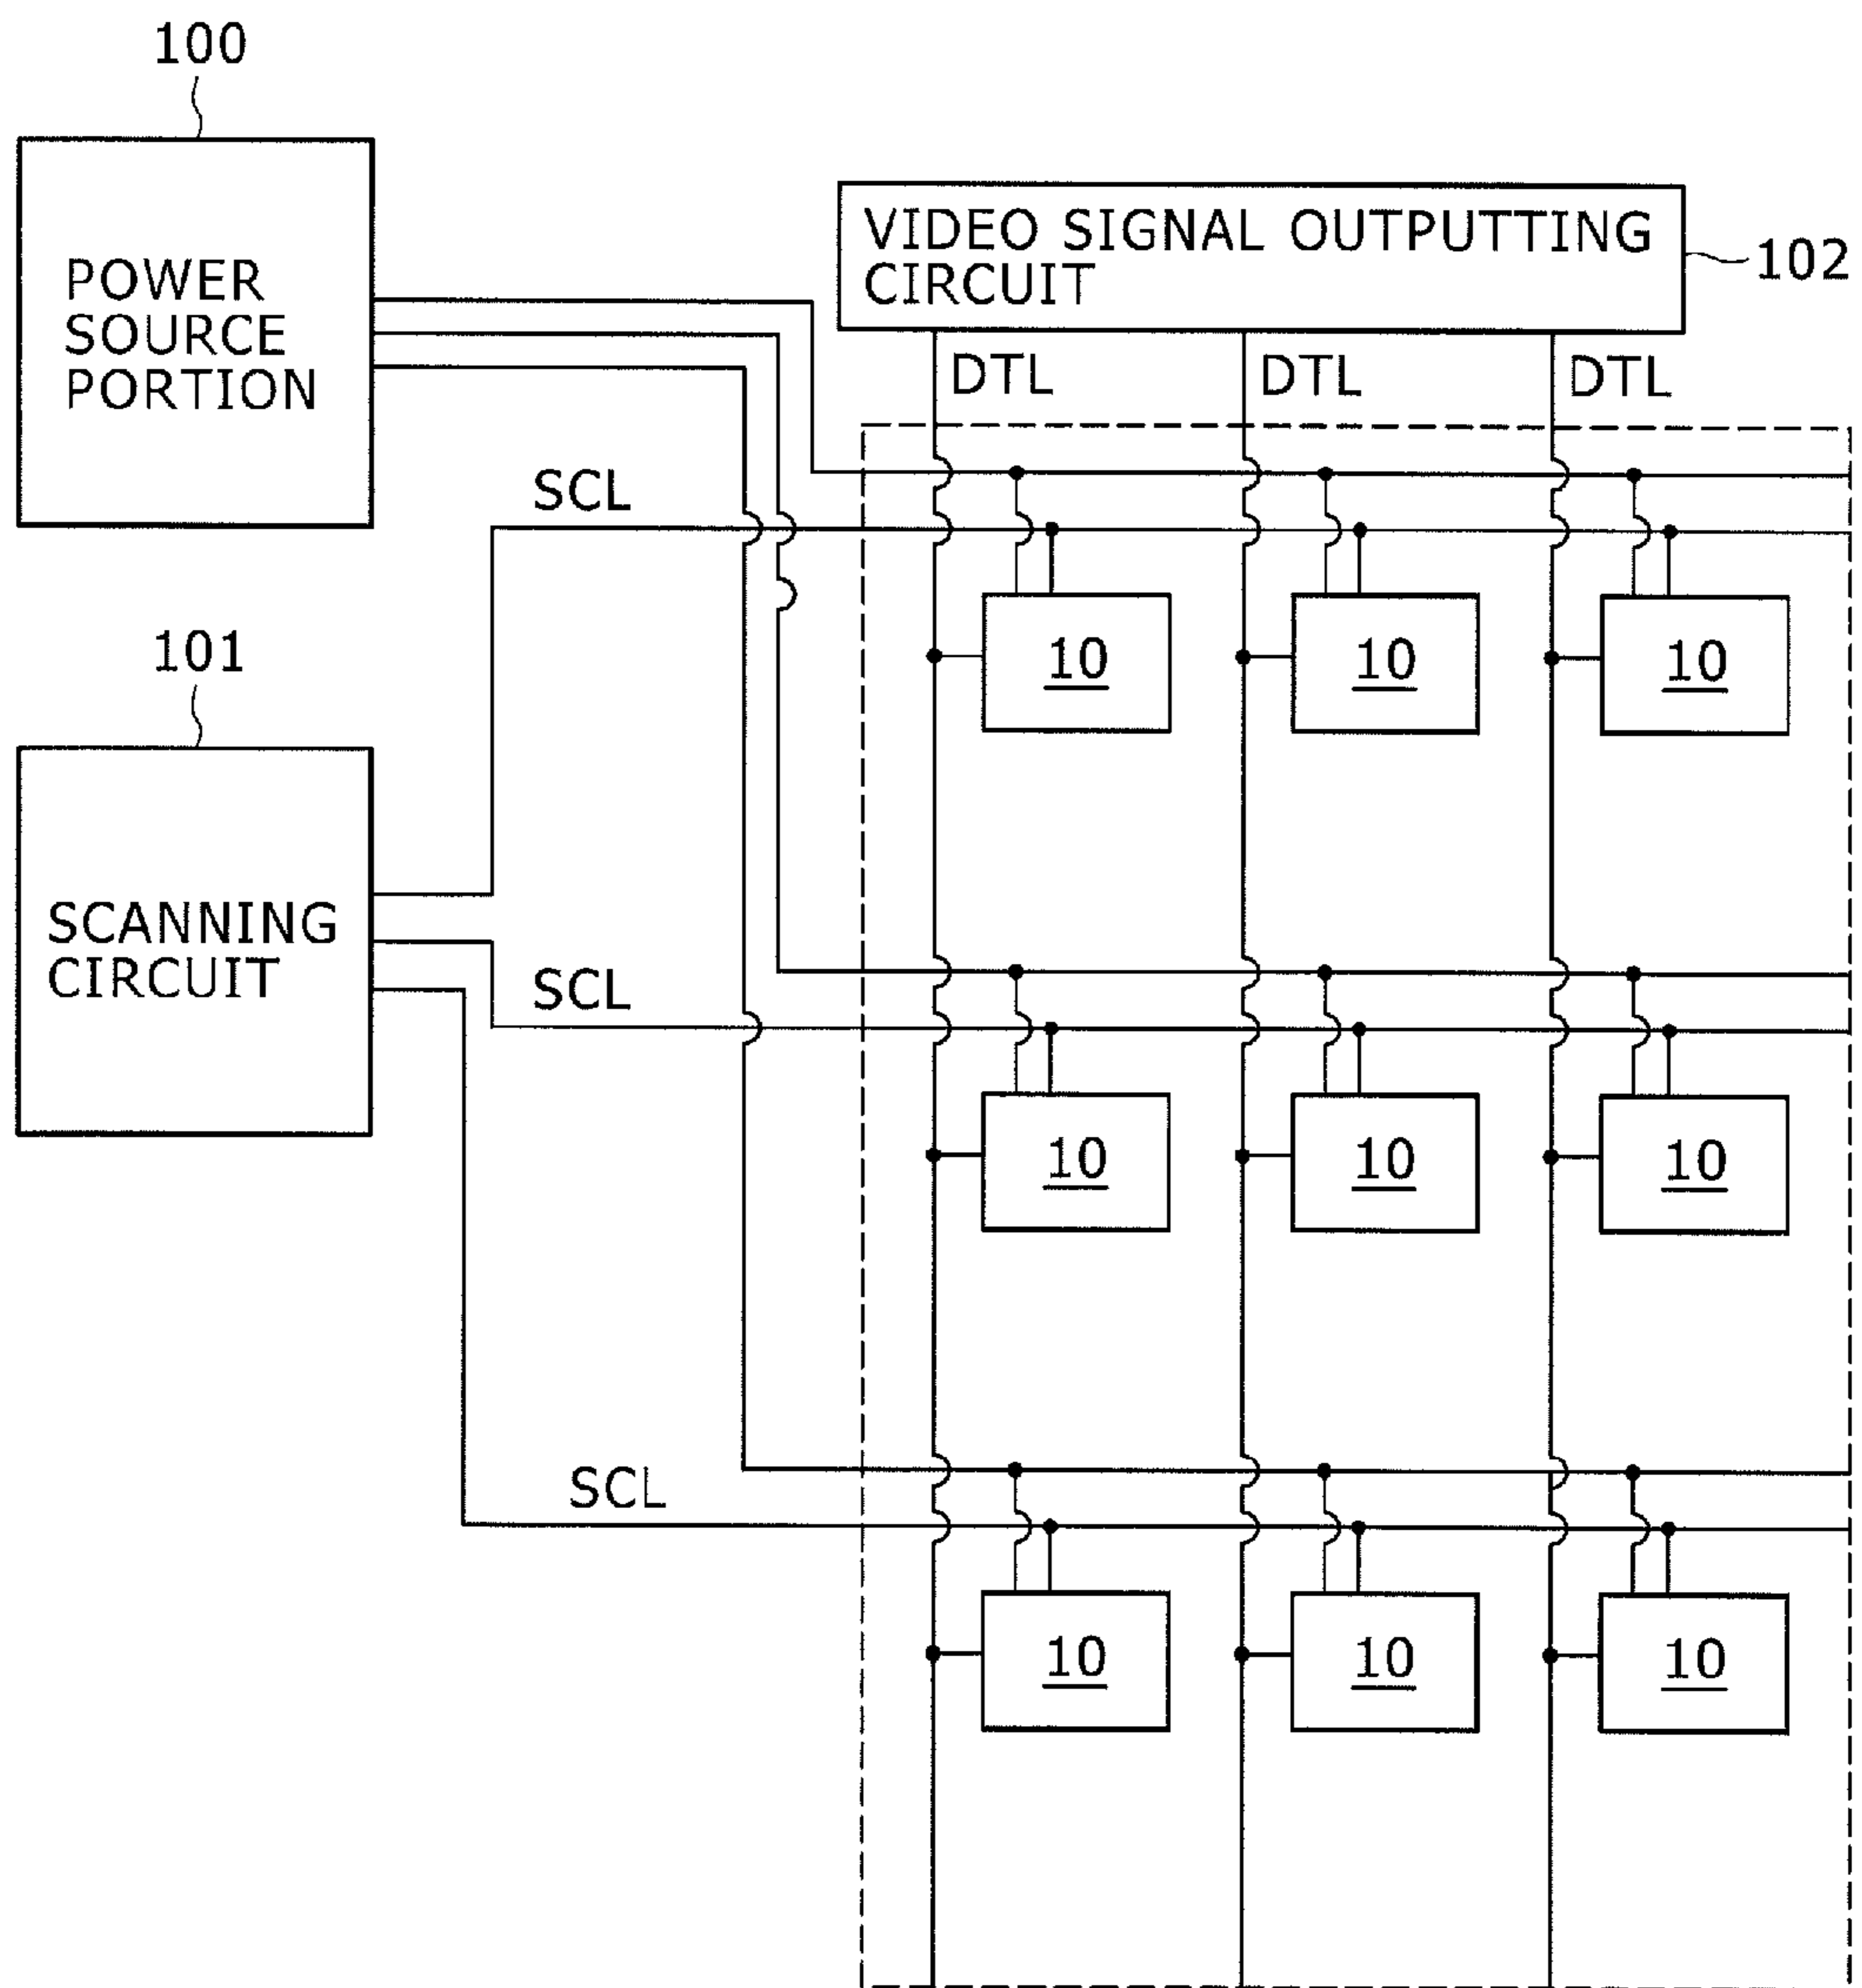 100
POWER
SOURCE
PORTION
VIDEO SIGNAL OUTPUTTING
CIRCUIT
102
DTL DTL DTL
SCL
10 10 10
101
SCANNING
CIRCUIT
SCL
10 10 10
SCL
10 10 10